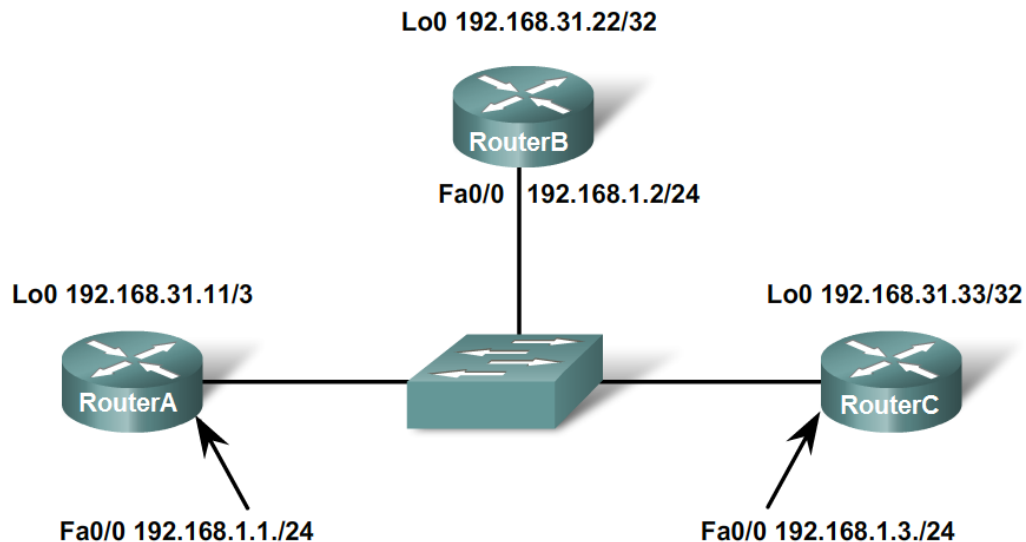 Lo0 192.168.31.22/32
RouterB
Fa0/0 192.168.1.2/24
Lo0 192.168.31.11/3
Lo0 192.168.31.33/32
RouterA
RouterC
Fa0/0 192.168.1.1./24
Fa0/0 192.168.1.3./24